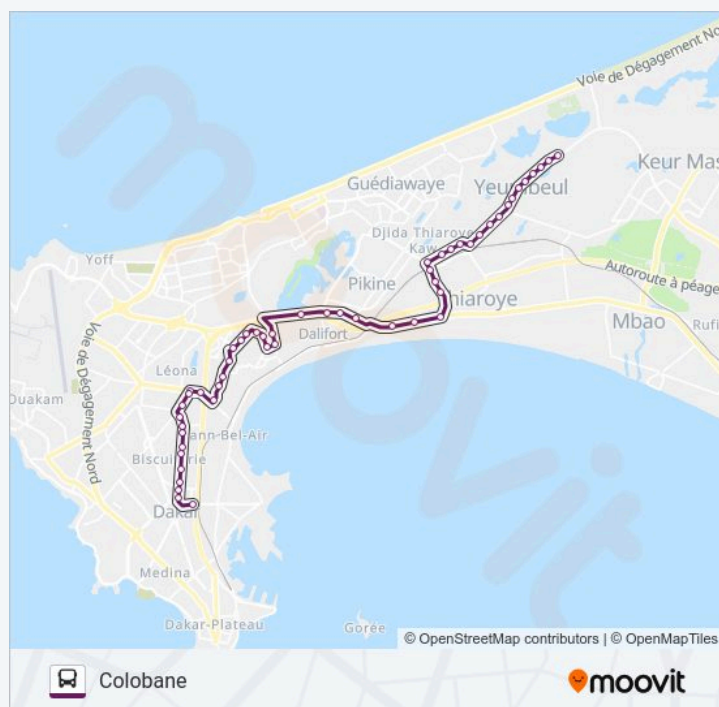 Voie de Dégagement No
Keur Mas
Guédiawaye
Yeumbeul
Djida Thiaroye
Kaw
Yoff
Autoroute à péage
Pikine
Thiaroye
Mbao
Rufi
Dalifort
Voie de Dégagement Nord
Léona
Ouakam
Hann-Bel-Air
Biscuiterie
Dakar
Medina
Dakar-Plateau
Gorée
moovit
© OpenStreetMap contributors | © OpenMapTiles
Colobane
moovit